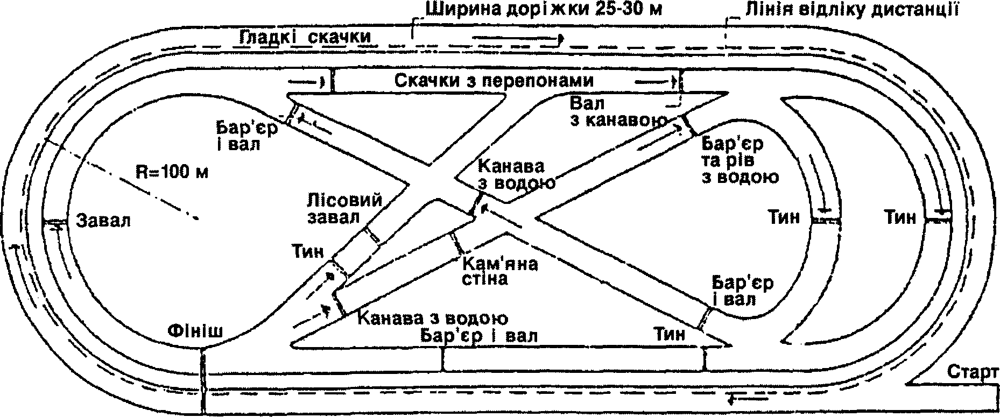 Ширина доріжки 25-30 м
Лінія відліку дистанції
Гладкі скачки
Скачки з перепонами
Вал
з канавою
Бар'єр
і вал
Бар'єр
та рів
з водою
R=100 м
Канава
з водою
Лісовий
завал
Завал
Тин
Тин
Тин
Кам'яна
стіна
Бар'єр
і вал
Канава з водою
Фініш
Бар'єр і вал
Тин
Старт